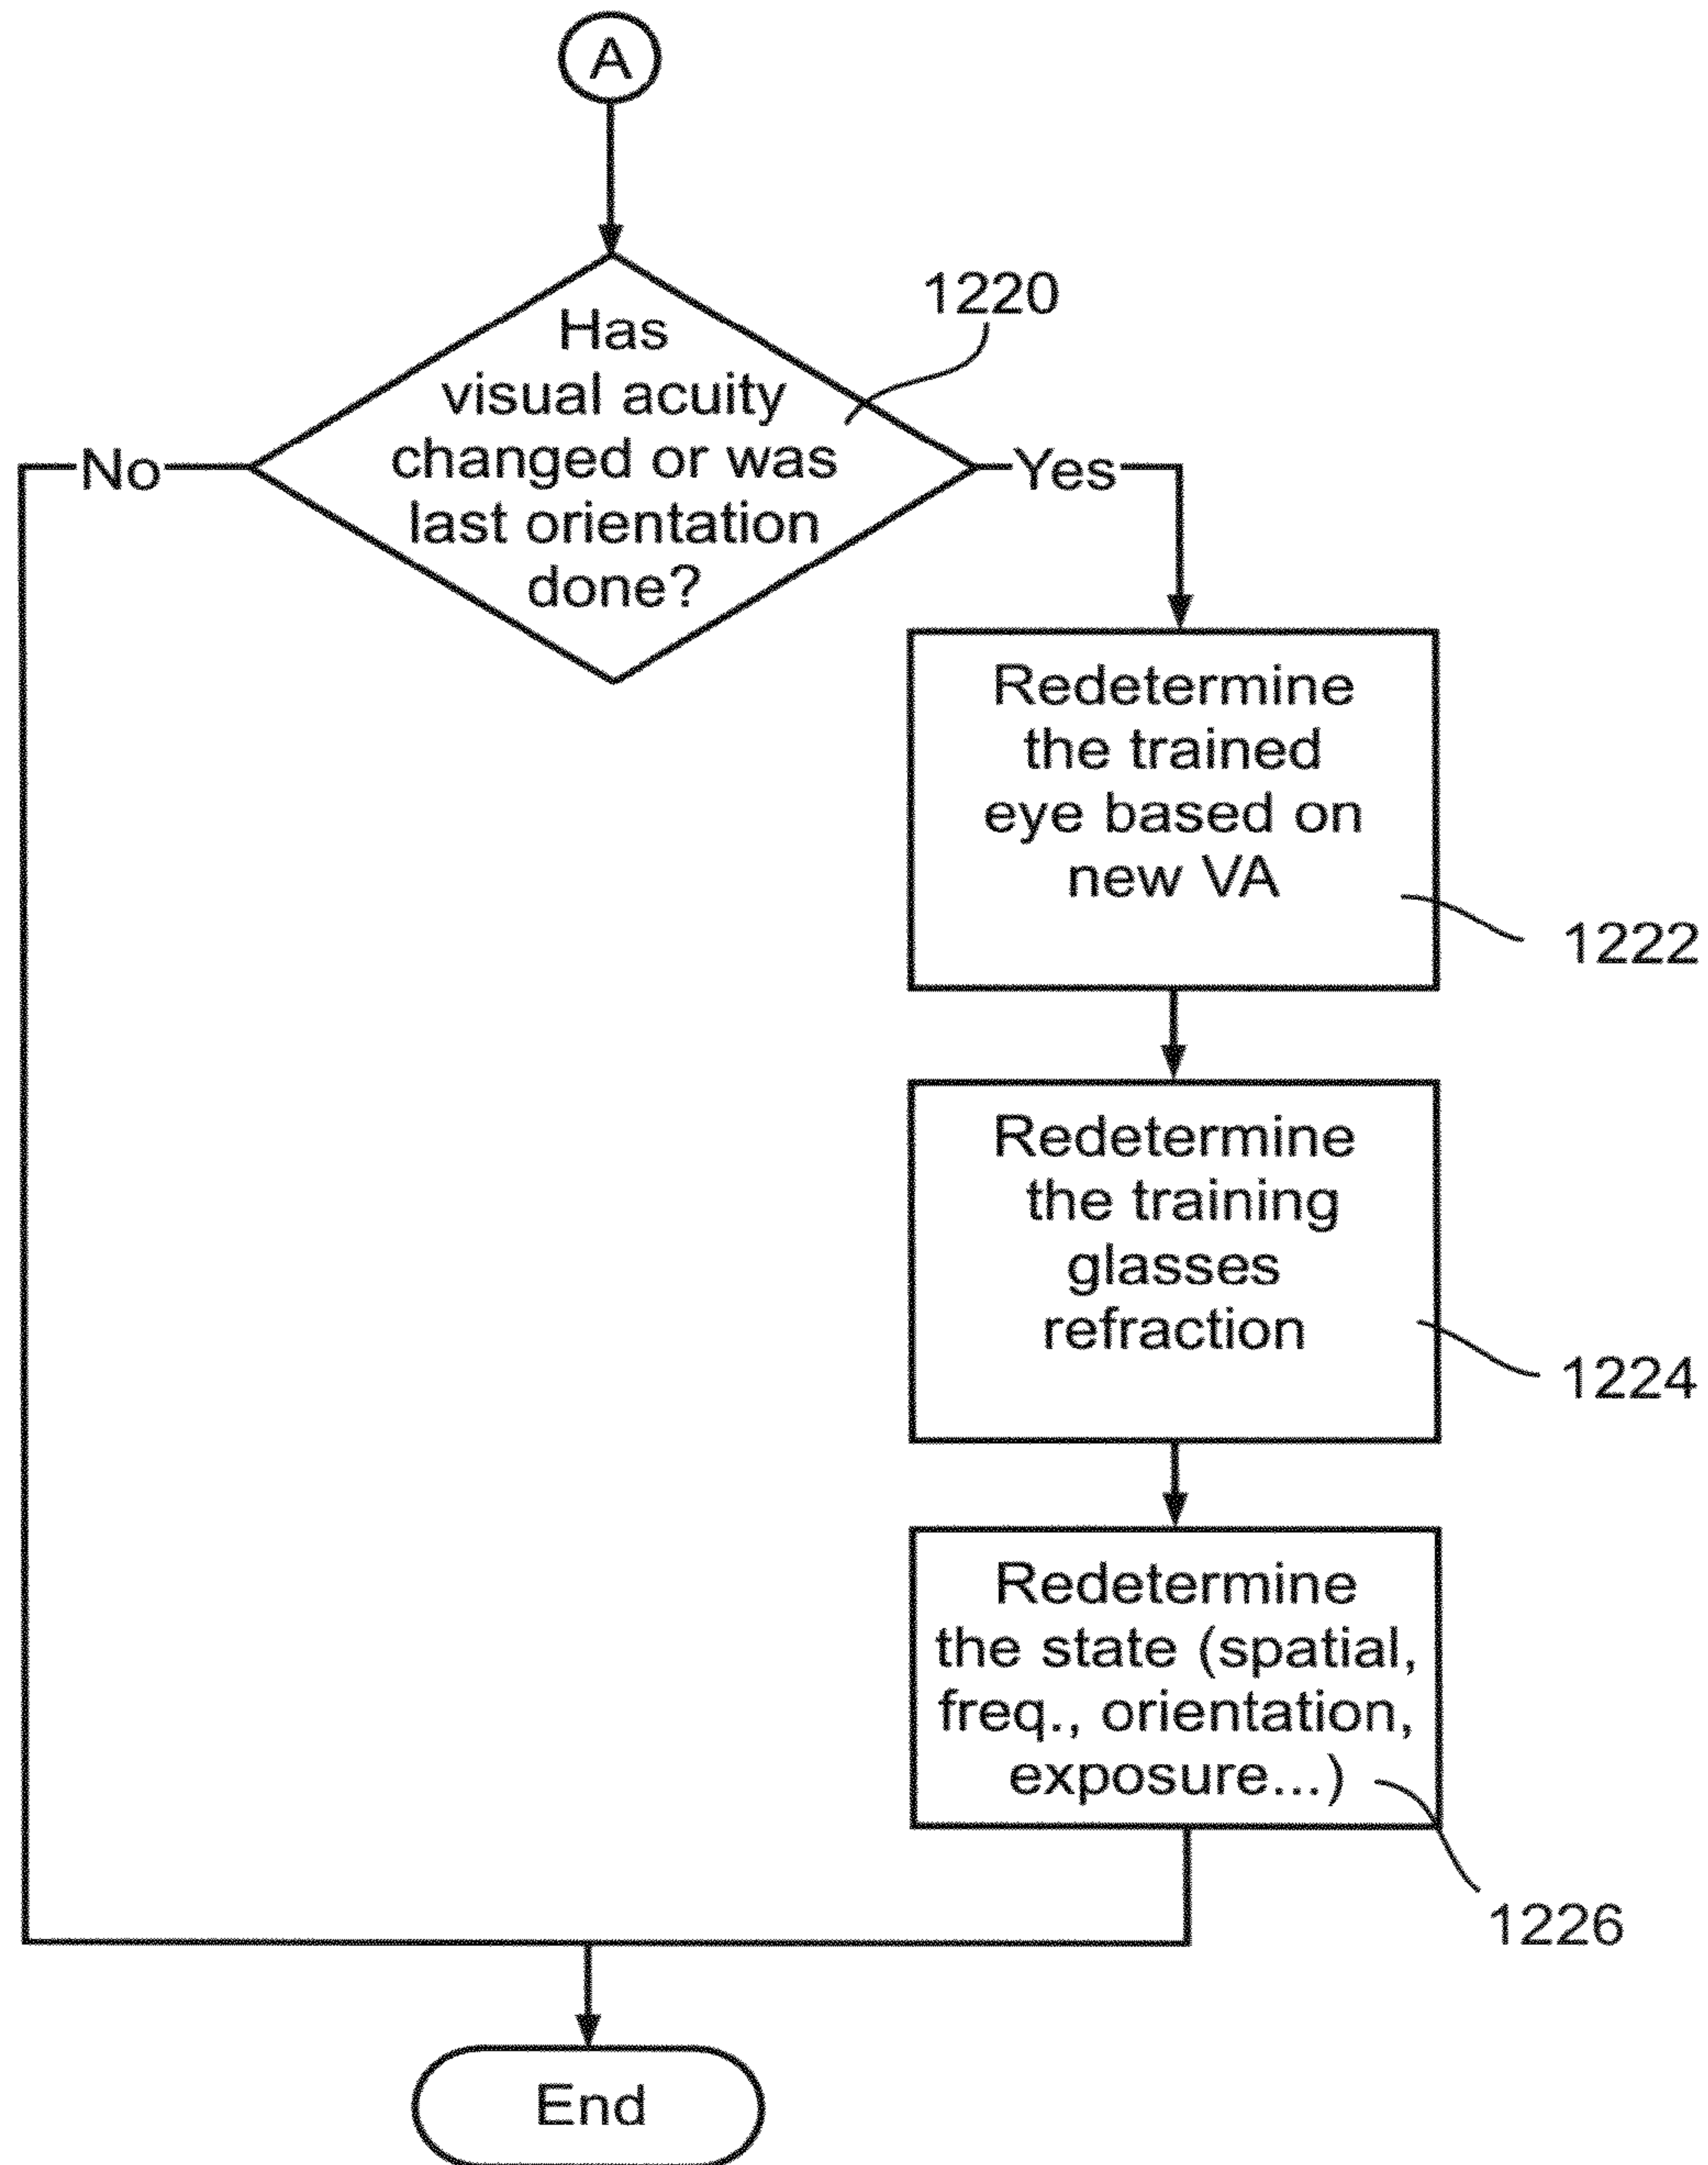 A
1220
Has
visual acuity
changed or was
last orientation
done?
No
Yes
Redetermine
the trained
eye based on
new VA
1222
Redetermine
the training
glasses
refraction
1224
Redetermine
the state (spatial,
freq., orientation,
exposure...)
1226
End